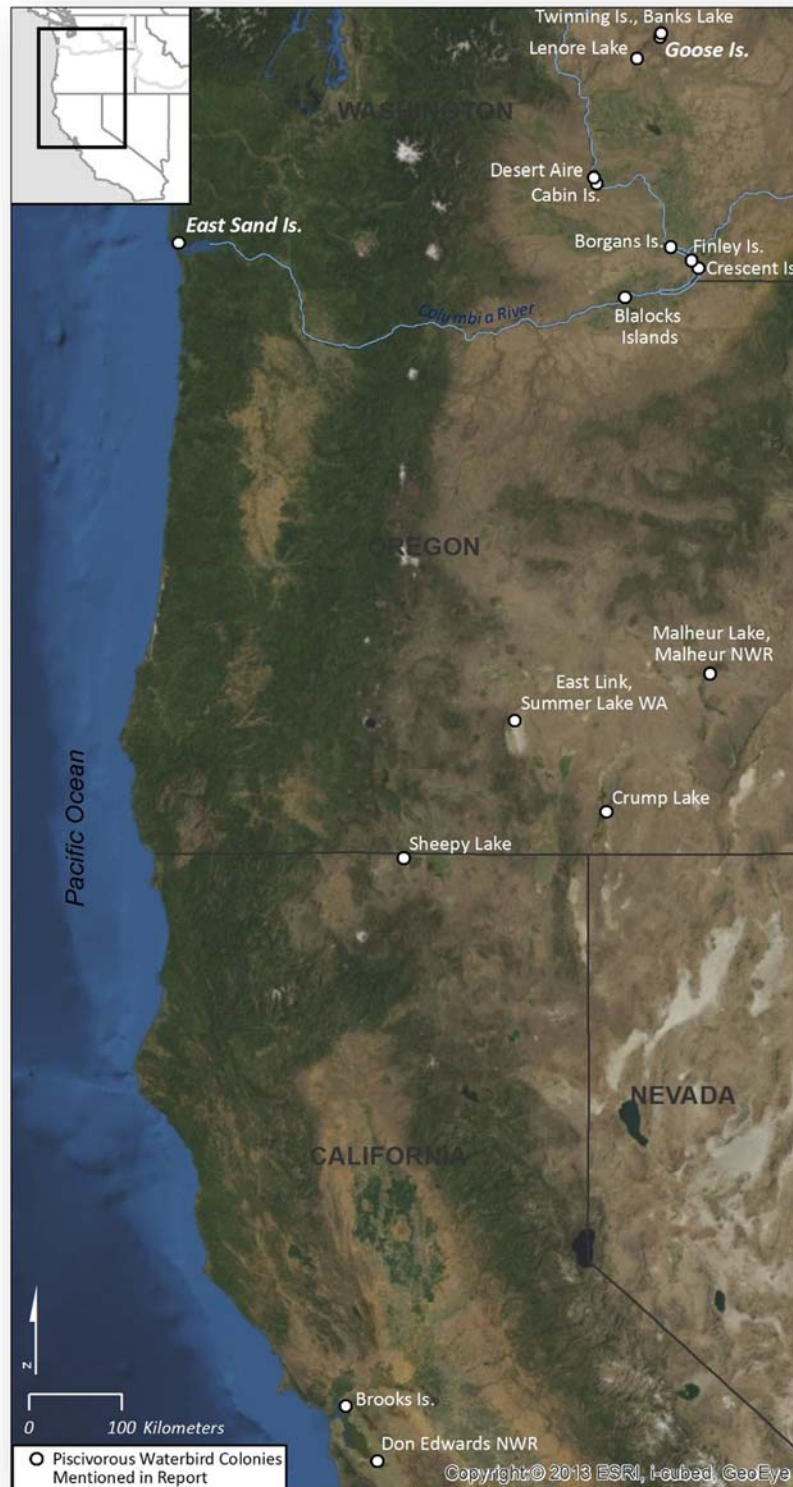 Twinning Is., Banks Lake
Lenore Lake
Goose Is.
WASHINGTON
Desert Aire
Cabin Is.
East Sand Is.
Borgans Is.
Finley Is.
Crescent Is
Columbia River
Blalocks
Islands
OREGON
Malheur Lake,
Malheur NWR
East Link,
Summer Lake WA
Crump Lake
Pacific Ocean
Sheepy Lake
NEVADA
CALIFORNIA
z
Brooks Is.
0 100 Kilometers
Don Edwards NWR
Piscivorous Waterbird Colonies
Mentioned in Report
Copyright:© 2013 ESRI, i-cubed, GeoEye